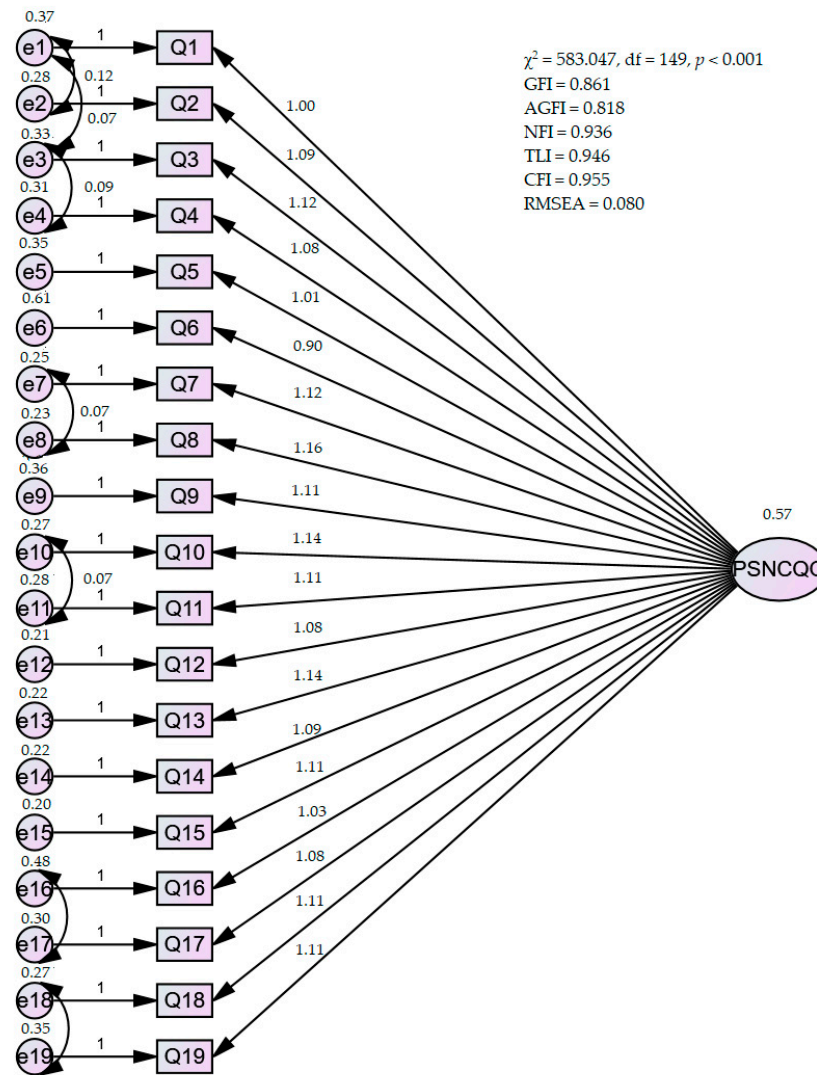 0.37
e1 1 Q1
0.28 0.12
e2 1 Q2
0.33 0.07
e3 1 Q3
0.31 0.09
e4 1 Q4
0.35
e5 1 Q5
0.61
e6 1 Q6
0.25
e7 1 Q7
0.23 0.07
e8 1 Q8
0.36
e9 1 Q9
0.27
e10 1 Q10
0.28 0.07
e11 1 Q11
0.21
e12 1 Q12
0.22
e13 1 Q13
0.22
e14 1 Q14
0.20
e15 1 Q15
0.48
e16 1 Q16
0.30
e17 1 Q17
0.27
e18 1 Q18
0.35
e19 1 Q19
1.00
1.09
1.12
1.08
1.01
0.90
1.12
1.16
1.11
1.14
1.11
1.08
1.14
1.09
1.11
1.03
1.08
1.11
1.11
χ² = 583.047, df = 149, p < 0.001
GFI = 0.861
AGFI = 0.818
NFI = 0.936
TLI = 0.946
CFI = 0.955
RMSEA = 0.080
0.57
PSNCQQ